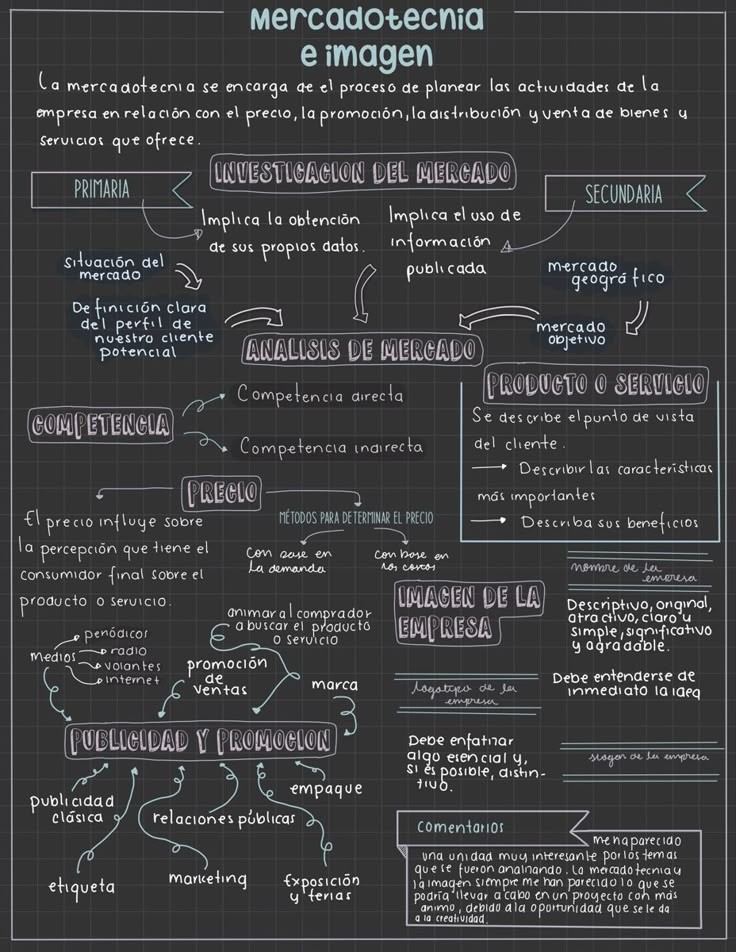 Mercadotecnia
e imagen
La mercadotecnia se encarga de el proceso de planear las actividades de la
empresa en relación con el precio, la promoción, la distribución y venta de bienes y
servicios que ofrece.
INVESTIGACION DEL MERCADO
PRIMARIA
SECUNDARIA
Implica la obtención
de sus propios datos.
Implica el uso de
información
publicada
Situación del
mercado
Definición clara
del perfil de
nuestro cliente
potencial
mercado
geográfico
mercado
objetivo
ANALISIS DE MERCADO
COMPETENCIA
Competencia directa
Competencia indirecta
PRODUCTO O SERVICIO
Se describe el punto de vista
del cliente.
→ Describir las características
más importantes
→ Describa sus beneficios
PRECIO
El precio influye sobre
la percepción que tiene el
consumidor final sobre el
producto o servicio.
MÉTODOS PARA DETERMINAR EL PRECIO
Con base en
la demanda
Con base en
los costos
IMAGEN DE LA
EMPRESA
nombre de la
empresa
Descriptivo, original,
atractivo, claro y
simple, significativo
y agradable.
Debe entenderse de
inmediato la idea
logotipo de la
empresa
Debe enfatizar
algo esencial y,
si es posible, distin-
tivo.
slogan de la empresa
medios
periódicos
radio
volantes
internet
promoción
de
ventas
animar al comprador
a buscar el producto
o servicio
marca
PUBLICIDAD Y PROMOCION
publicidad
clásica
etiqueta
relaciones públicas
marketing
empaque
Exposición
y ferias
Comentarios
me ha parecido
una unidad muy interesante por los temas
que se fueron analinando. La mercadotecnia y
la imagen siempre me han parecido lo que se
podría llevar a cabo en un proyecto con más
animo, debido a la oportunidad que se le da
a la creatividad.